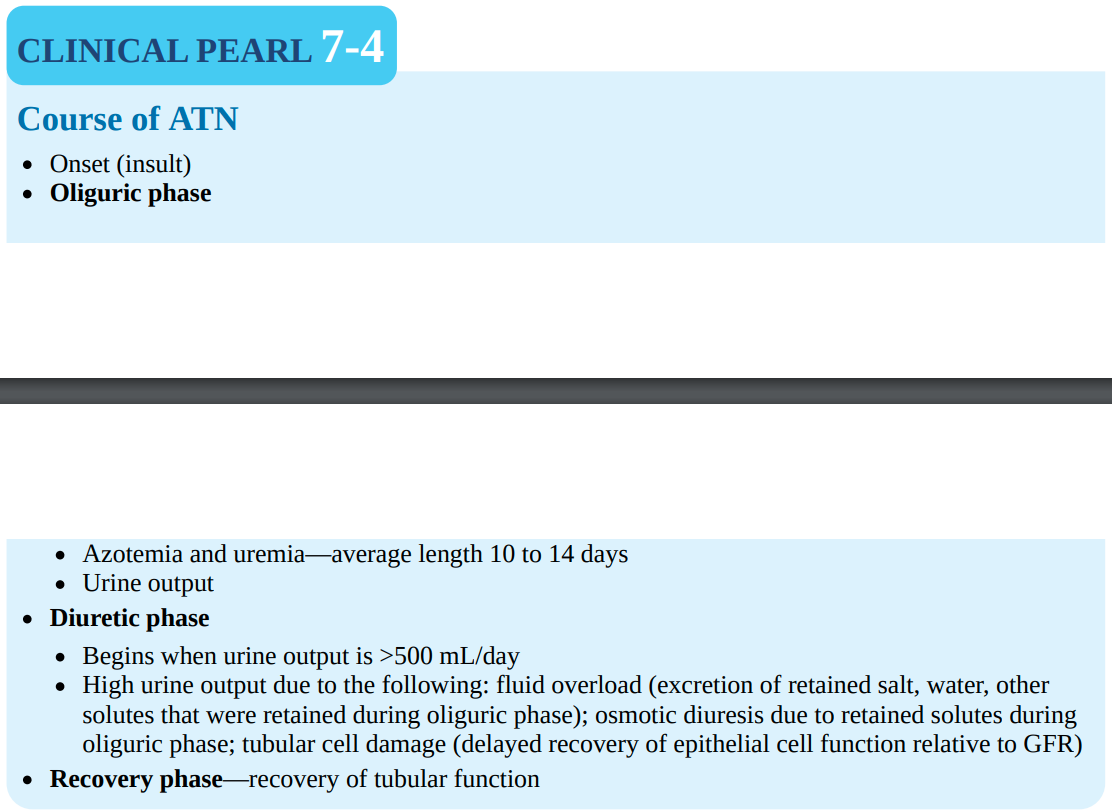 CLINICAL PEARL 7-4
Course of ATN
• Onset (insult)
• Oliguric phase
• Azotemia and uremia—average length 10 to 14 days
• Urine output
• Diuretic phase
• Begins when urine output is >500 mL/day
• High urine output due to the following: fluid overload (excretion of retained salt, water, other
solutes that were retained during oliguric phase); osmotic diuresis due to retained solutes during
oliguric phase; tubular cell damage (delayed recovery of epithelial cell function relative to GFR)
• Recovery phase—recovery of tubular function